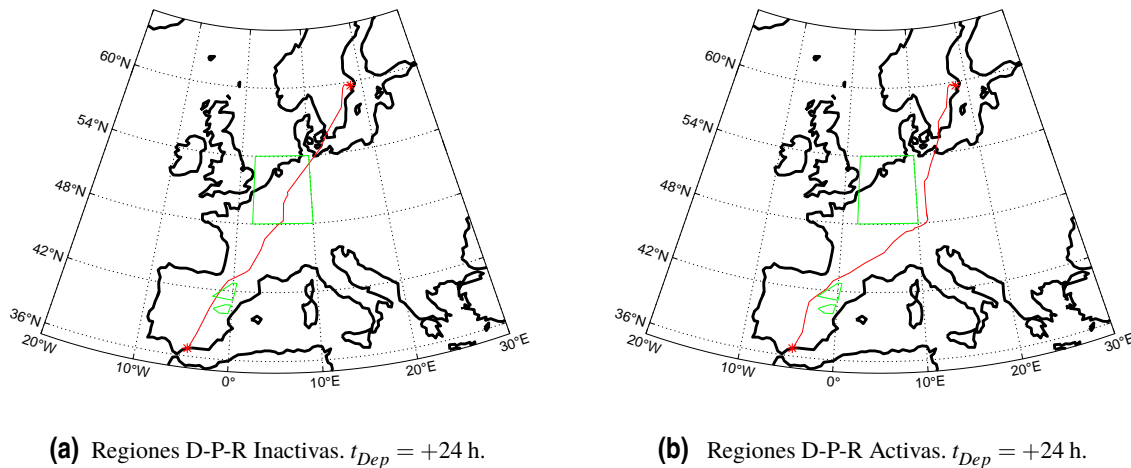 60°N
54°N
48°N
42°N
36°N
20°W
10°W
0°
10°E
20°E
30°E
(a) Regiones D-P-R Inactivas. t_Dep = +24 h.
60°N
54°N
48°N
42°N
36°N
20°W
10°W
0°
10°E
20°E
30°E
(b) Regiones D-P-R Activas. t_Dep = +24 h.